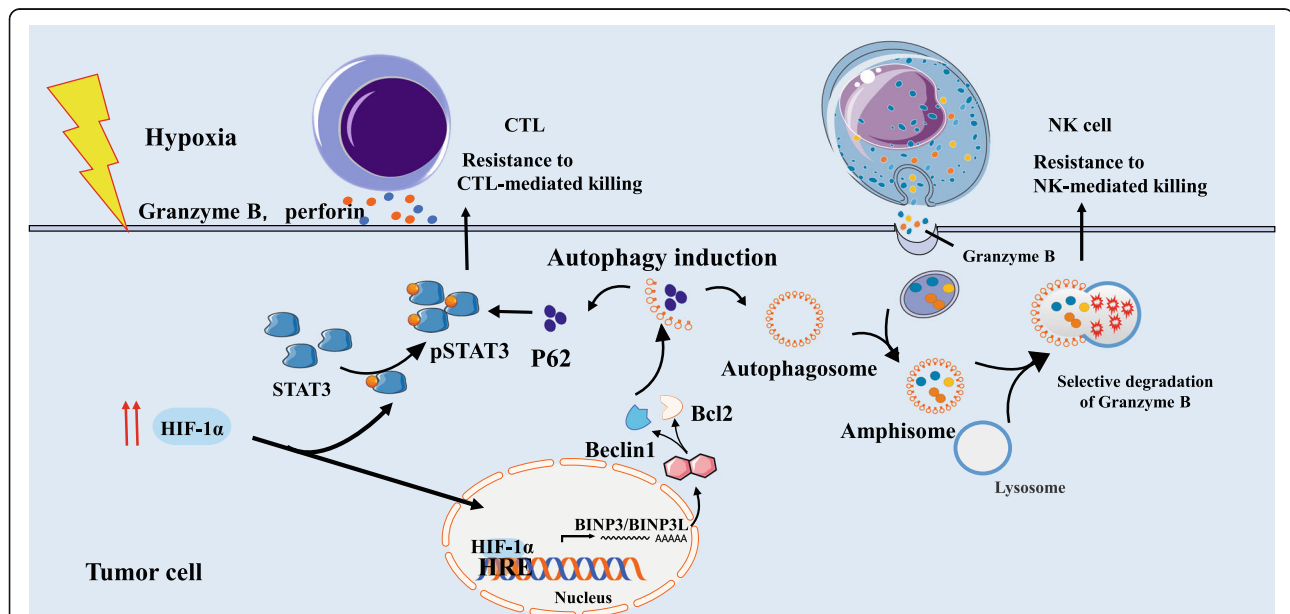 Hypoxia
CTL
Resistance to
CTL-mediated killing
Granzyme B, perforin
NK cell
Resistance to
NK-mediated killing
Granzyme B
Autophagy induction
pSTAT3
P62
STAT3
Autophagosome
Selective degradation
of Granzyme B
Amphisome
Lysosome
HIF-1α
Bcl2
Beclin1
BINP3/BINP3L
AAAAA
HIF-1α
HRE
Nucleus
Tumor cell